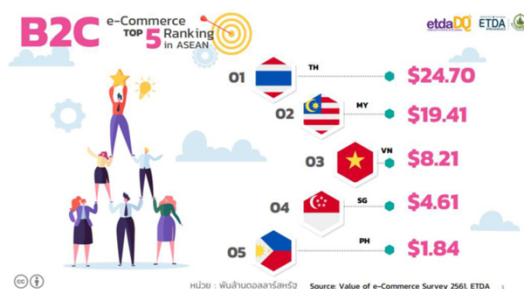 B2C e-Commerce
TOP 5 Ranking
in ASEAN
etdaDQ
ETDA
01 TH $24.70
02 MY $19.41
03 VN $8.21
04 SG $4.61
05 PH $1.84
หน่วย : พันล้านดอลลาร์สหรัฐ Source: Value of e-Commerce Survey 2561, ETDA